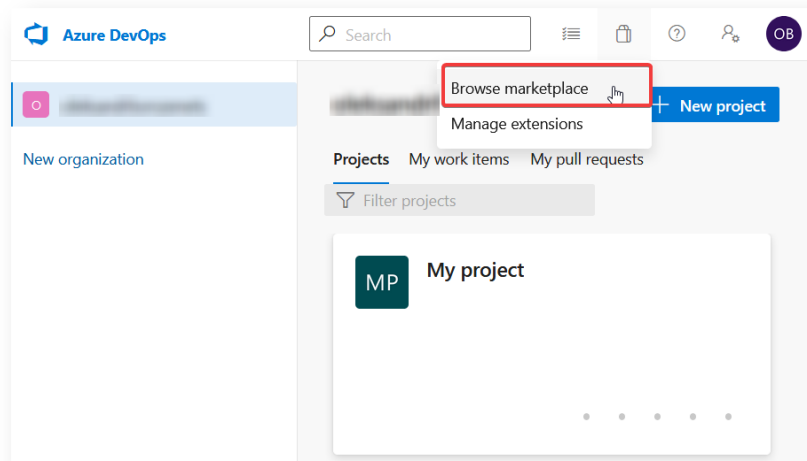 Azure DevOps
Search
OB
O
New organization
Browse marketplace
Manage extensions
New project
Projects My work items My pull requests
Filter projects
MP
My project